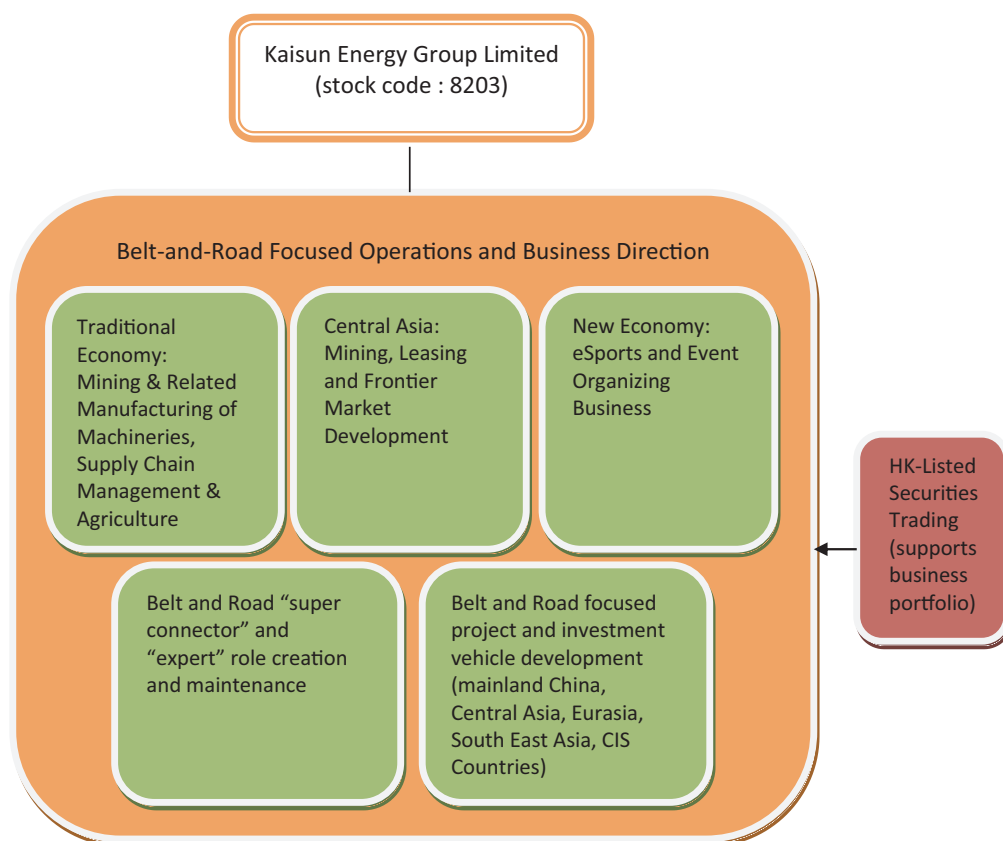 Kaisun Energy Group Limited
(stock code : 8203)
Belt-and-Road Focused Operations and Business Direction
Traditional
Economy:
Mining & Related
Manufacturing of
Machineries,
Supply Chain
Management &
Agriculture
Central Asia:
Mining, Leasing
and Frontier
Market
Development
New Economy:
eSports and Event
Organizing
Business
HK-Listed
Securities
Trading
(supports
business
portfolio)
Belt and Road “super
connector” and
“expert” role creation
and maintenance
Belt and Road focused
project and investment
vehicle development
(mainland China,
Central Asia, Eurasia,
South East Asia, CIS
Countries)